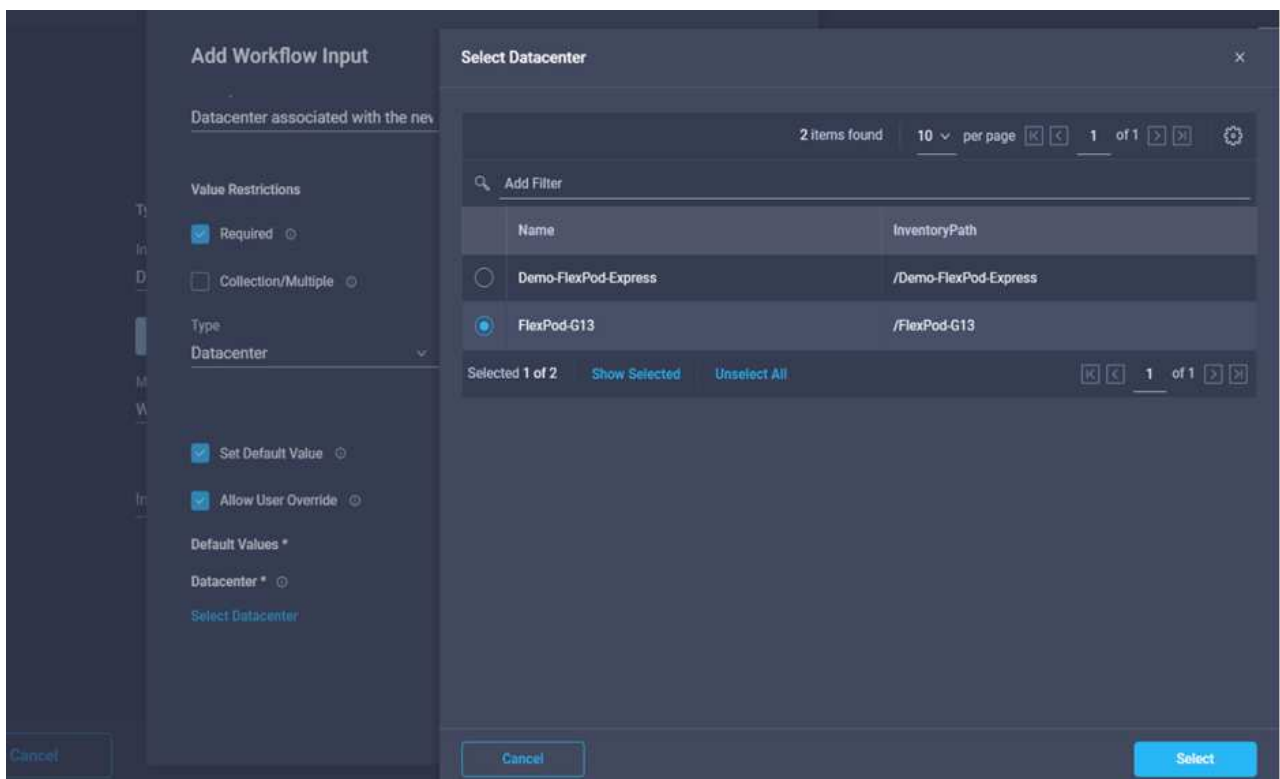 Add Workflow Input
Datacenter associated with the nev
Value Restrictions
Required
Collection/Multiple
Type
Datacenter
Set Default Value
Allow User Override
Default Values *
Datacenter *
Select Datacenter
Cancel
Select Datacenter
2 items found 10 per page 1 of 1
Add Filter
Name InventoryPath
Demo-FlexPod-Express /Demo-FlexPod-Express
FlexPod-G13 /FlexPod-G13
Selected 1 of 2 Show Selected Unselect All 1 of 1
Cancel Select